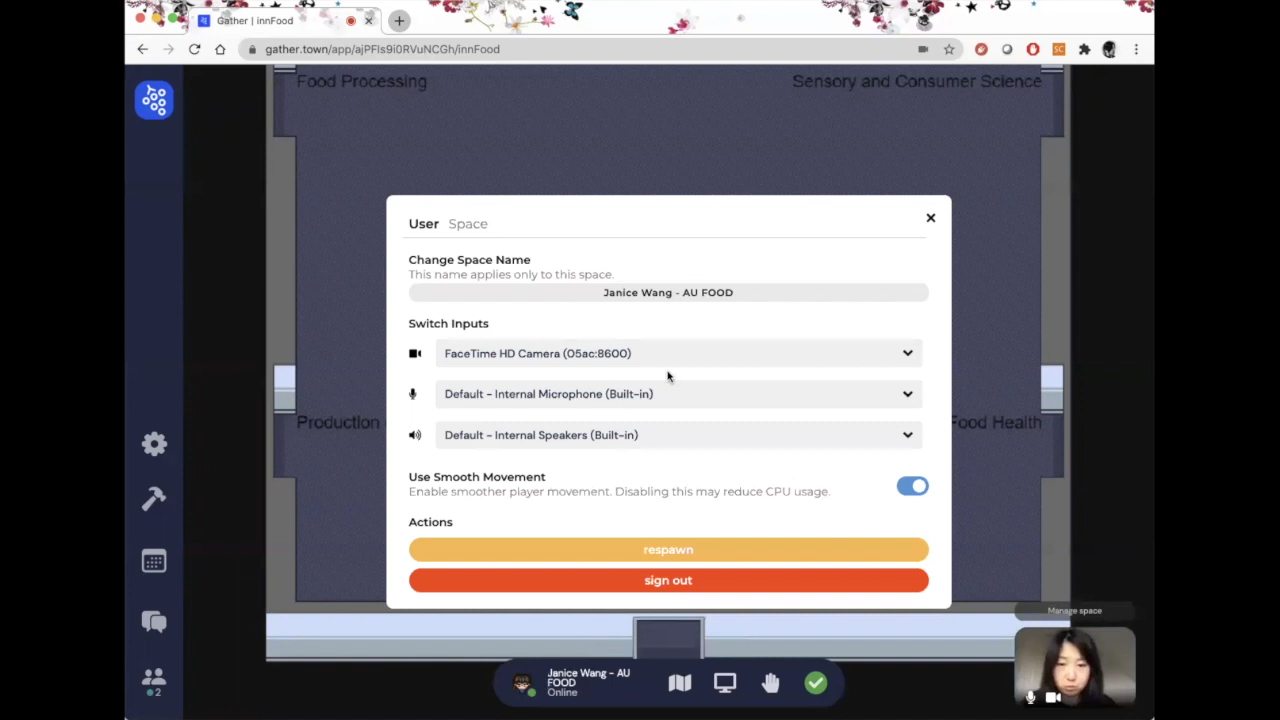 Gather | innFood
gather.town/app/ajPFls9i0RVuNCGh/innFood
SC
Food Processing
Sensory and Consumer Science
User Space
Change Space Name
This name applies only to this space.
Janice Wang - AU FOOD
Switch Inputs
FaceTime HD Camera (05ac:8600)
Default - Internal Microphone (Built-in)
Default - Internal Speakers (Built-in)
Production
Food Health
Use Smooth Movement
Enable smoother player movement. Disabling this may reduce CPU usage.
Actions
respawn
sign out
Manage space
Janice Wang - AU
FOOD
Online
2